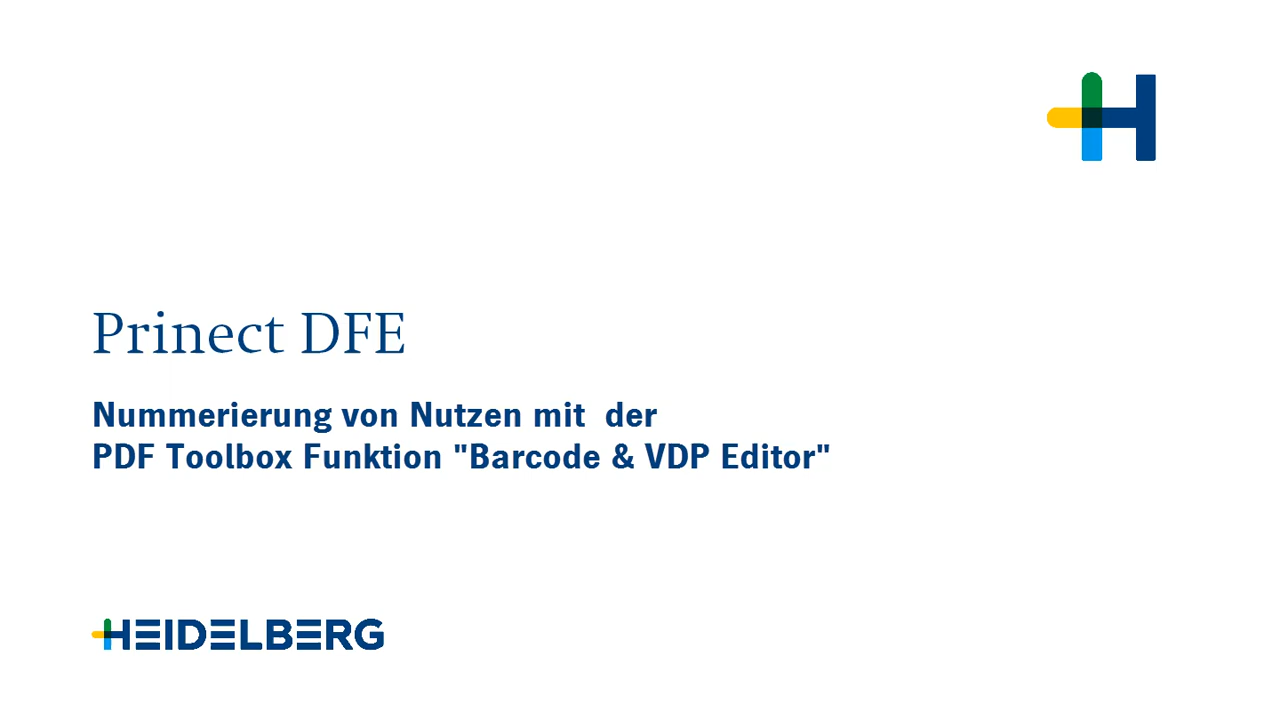 Prinect DFE
Nummerierung von Nutzen mit  der
PDF Toolbox Funktion "Barcode & VDP Editor"
HEIDELBERG